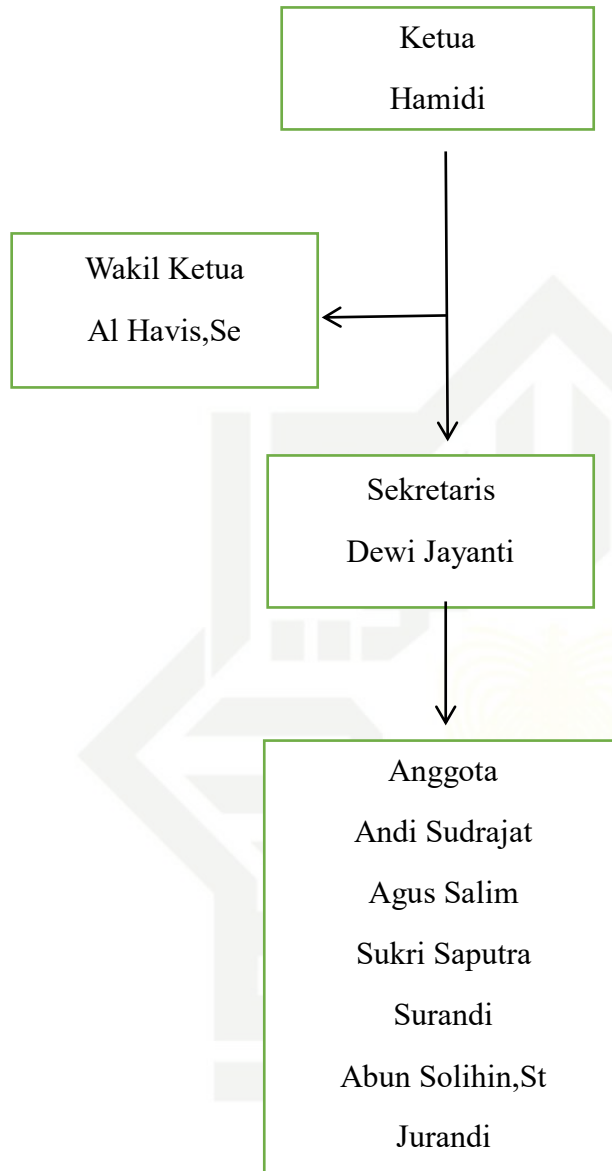 Ketua
Hamidi
Wakil Ketua
Al Havis,Se
Sekretaris
Dewi Jayanti
Anggota
Andi Sudrajat
Agus Salim
Sukri Saputra
Surandi
Abun Solihin,St
Jurandi